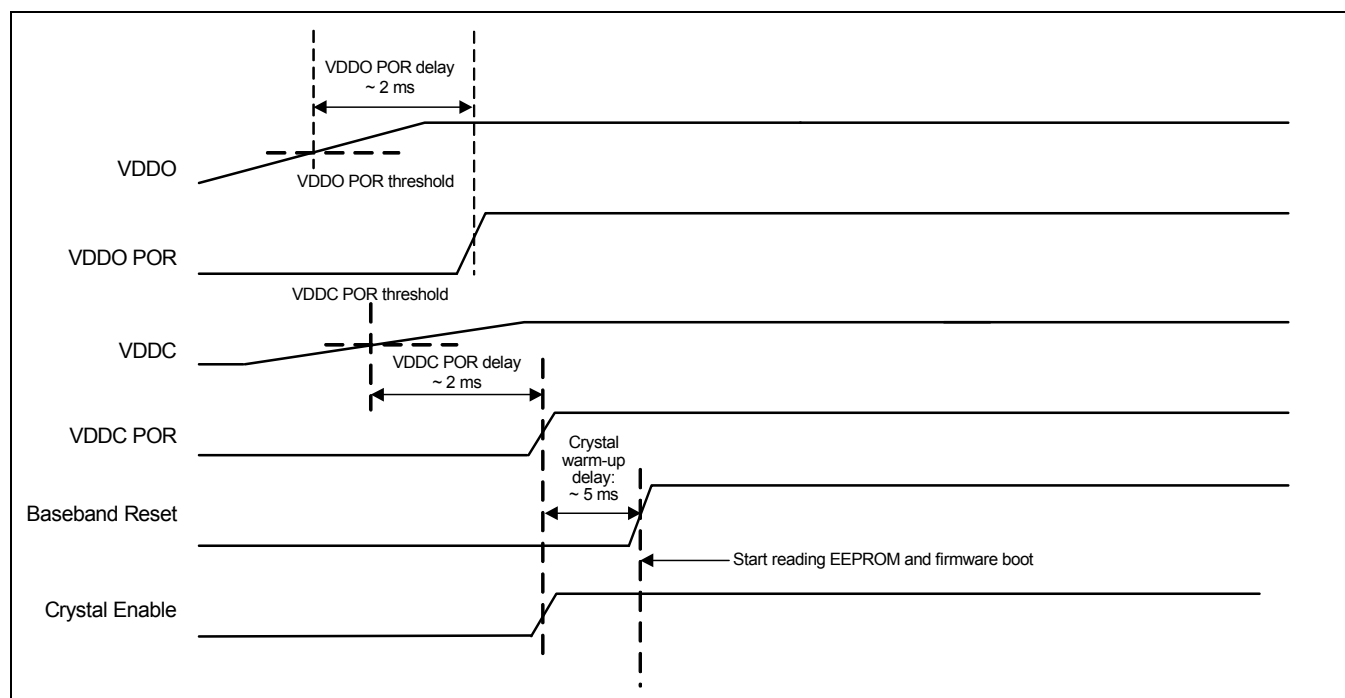 VDDO POR delay
~ 2 ms
VDDO
VDDO POR threshold
VDDO POR
VDDC POR threshold
VDDC
VDDC POR delay
~ 2 ms
VDDC POR
Crystal
warm-up
delay:
~ 5 ms
Baseband Reset
Start reading EEPROM and firmware boot
Crystal Enable